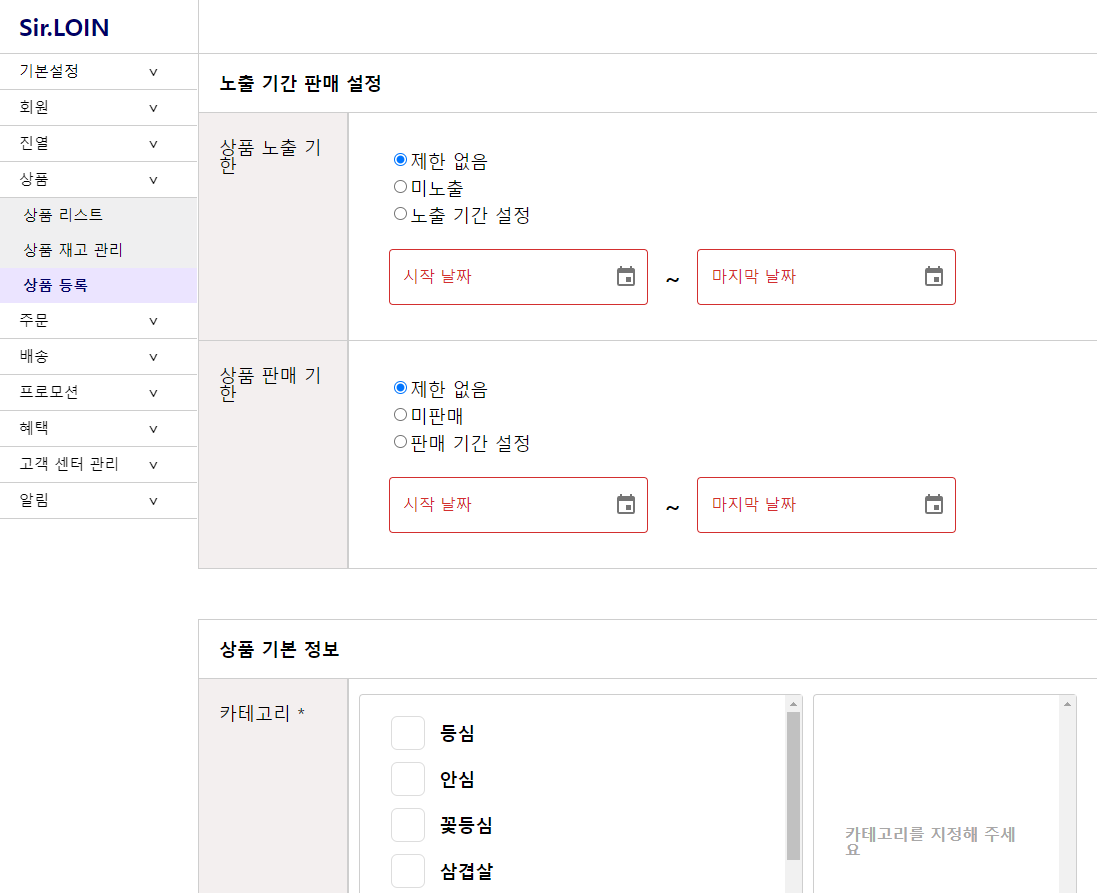 Sir.LOIN
기본설정 v
회원 v
진열 v
상품 v
상품 리스트
상품 재고 관리
상품 등록
주문 v
배송 v
프로모션 v
혜택 v
고객 센터 관리 v
알림 v
노출 기간 판매 설정
상품 노출 기
한
제한 없음
미노출
노출 기간 설정
시작 날짜 ~ 마지막 날짜
상품 판매 기
한
제한 없음
미판매
판매 기간 설정
시작 날짜 ~ 마지막 날짜
상품 기본 정보
카테고리 *
등심
안심
꽃등심
삼겹살
카테고리를 지정해 주세
요